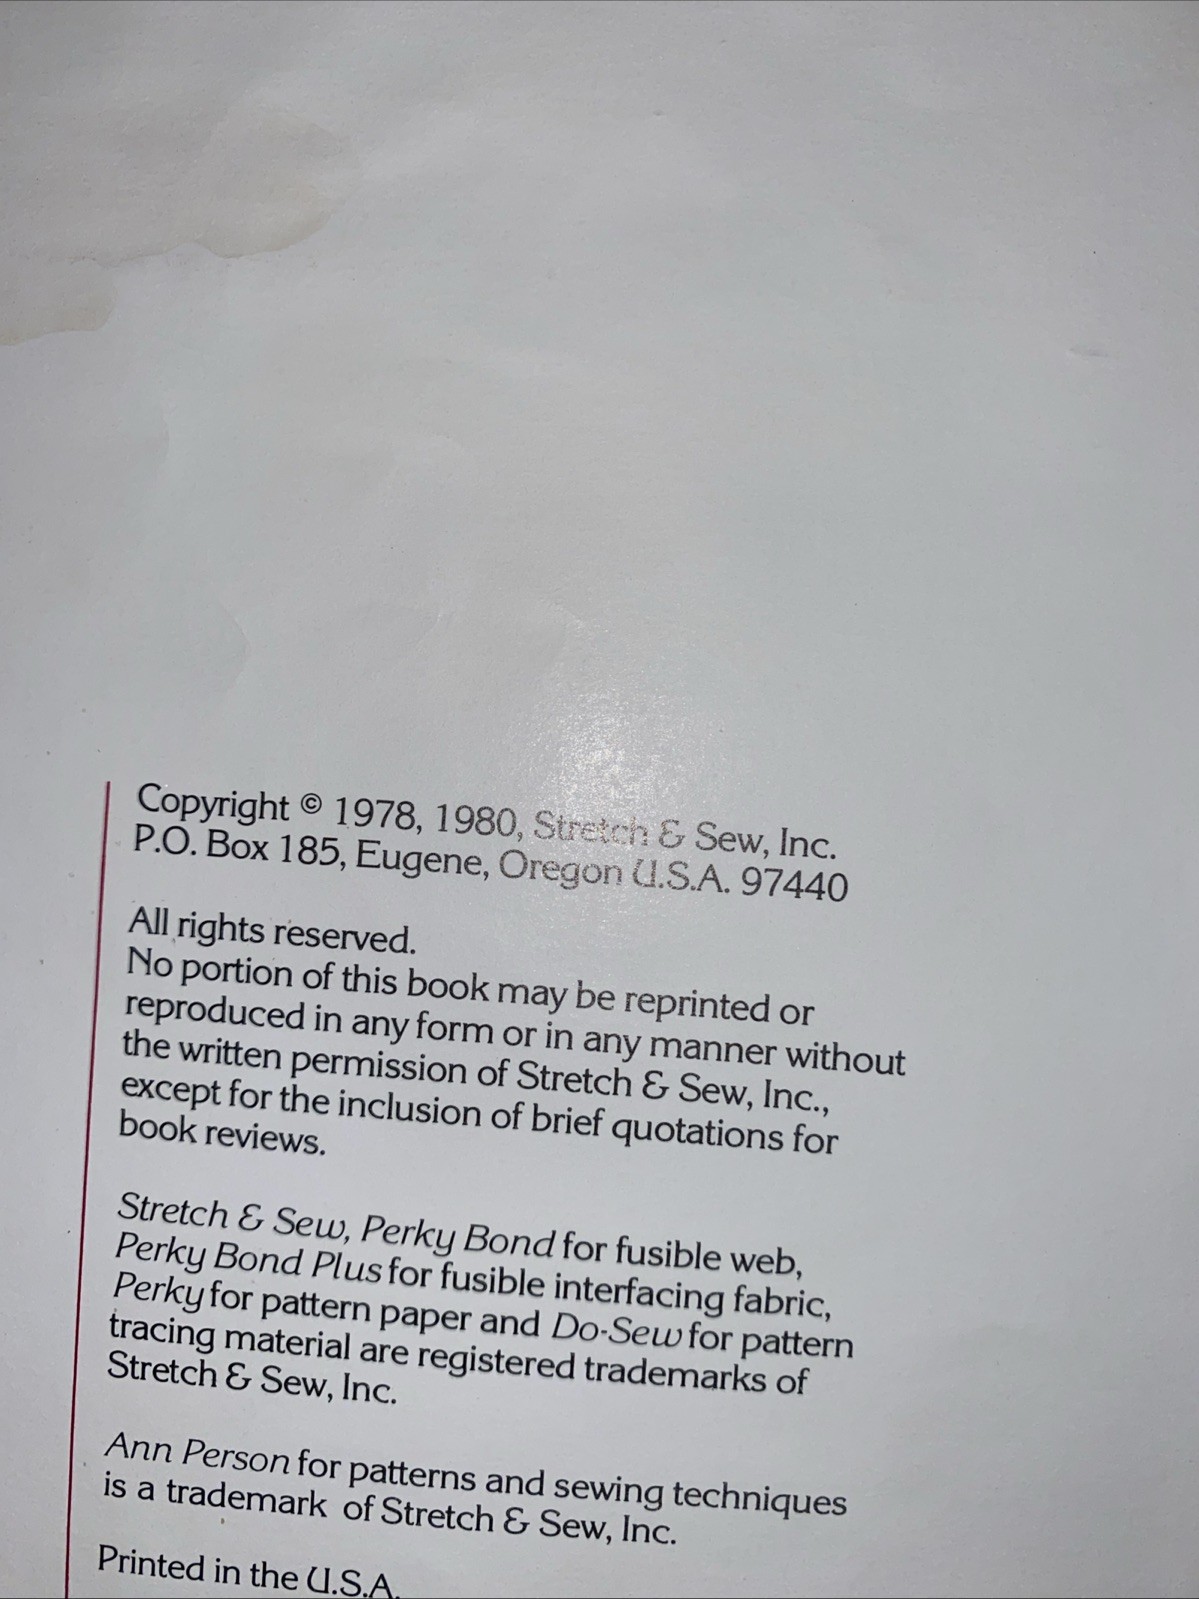 Copyright © 1978, 1980, Stretch & Sew, Inc.
P.O. Box 185, Eugene, Oregon U.S.A. 97440
All rights reserved.
No portion of this book may be reprinted or
reproduced in any form or in any manner without
the written permission of Stretch & Sew, Inc.,
except for the inclusion of brief quotations for
book reviews.
Stretch & Sew, Perky Bond for fusible web,
Perky Bond Plus for fusible interfacing fabric,
Perky for pattern paper and Do-Sew for pattern
tracing material are registered trademarks of
Stretch & Sew, Inc.
Ann Person for patterns and sewing techniques
is a trademark of Stretch & Sew, Inc.
Printed in the U.S.A.